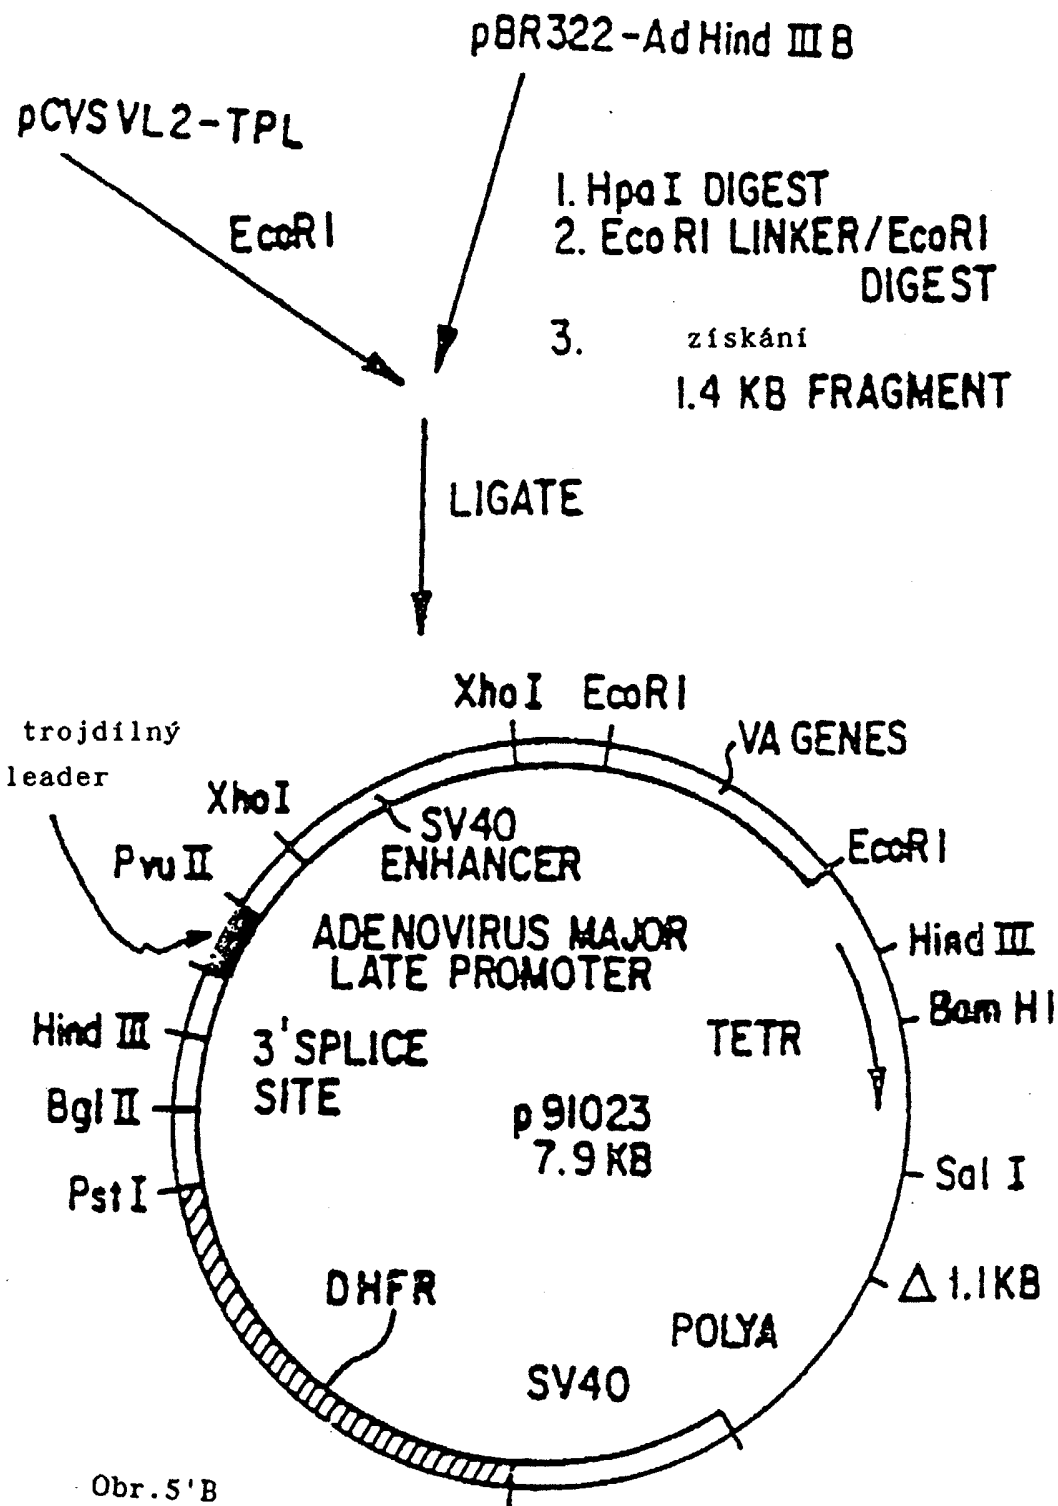 pBR322-Ad Hind III B
pCVSVL2-TPL
EcoRI
1. HpaI DIGEST
2. EcoRI LINKER/EcoRI
DIGEST
3. získání
1.4 KB FRAGMENT
LIGATE
XhoI EcoRI
trojdílný
leader
VA GENES
XhoI
SV40
ENHANCER
EcoRI
PvuII
ADENOVIRUS MAJOR
LATE PROMOTER
Hind III
Bam HI
Hind III
3' SPLICE
SITE
TETR
Bgl II
p91023
7.9 KB
Sal I
PstI
Δ 1.1KB
DHFR
POLYA
SV40
Obr.5'B